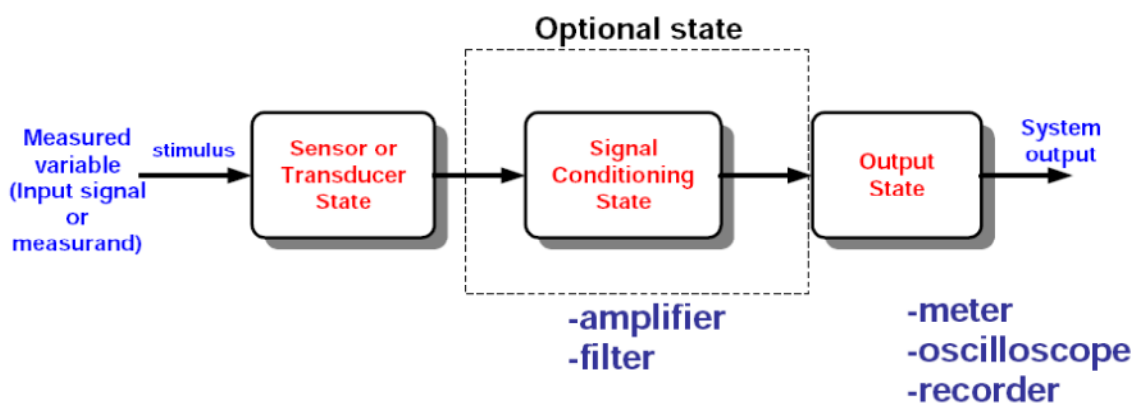 Optional state
Measured
variable
(Input signal
or
measurand)
stimulus
Sensor or
Transducer
State
Signal
Conditioning
State
Output
State
System
output
-amplifier
-filter
-meter
-oscilloscope
-recorder